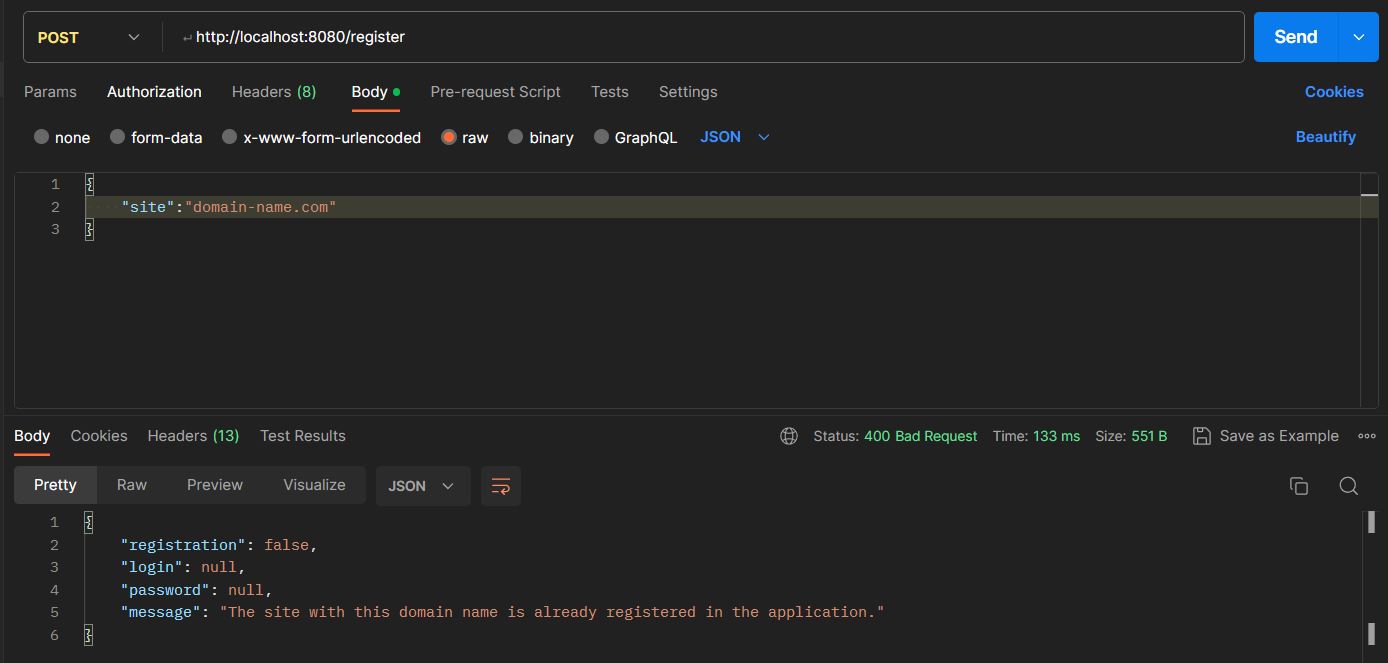 POST ↵ http://localhost:8080/register Send
Params Authorization Headers (8) Body Pre-request Script Tests Settings Cookies
none form-data x-www-form-urlencoded raw binary GraphQL JSON Beautify
1 {
2 ····"site":"domain-name.com"
3 }
Body Cookies Headers (13) Test Results Status: 400 Bad Request Time: 133 ms Size: 551 B Save as Example
Pretty Raw Preview Visualize JSON
1 {
2 "registration": false,
3 "login": null,
4 "password": null,
5 "message": "The site with this domain name is already registered in the application."
6 }